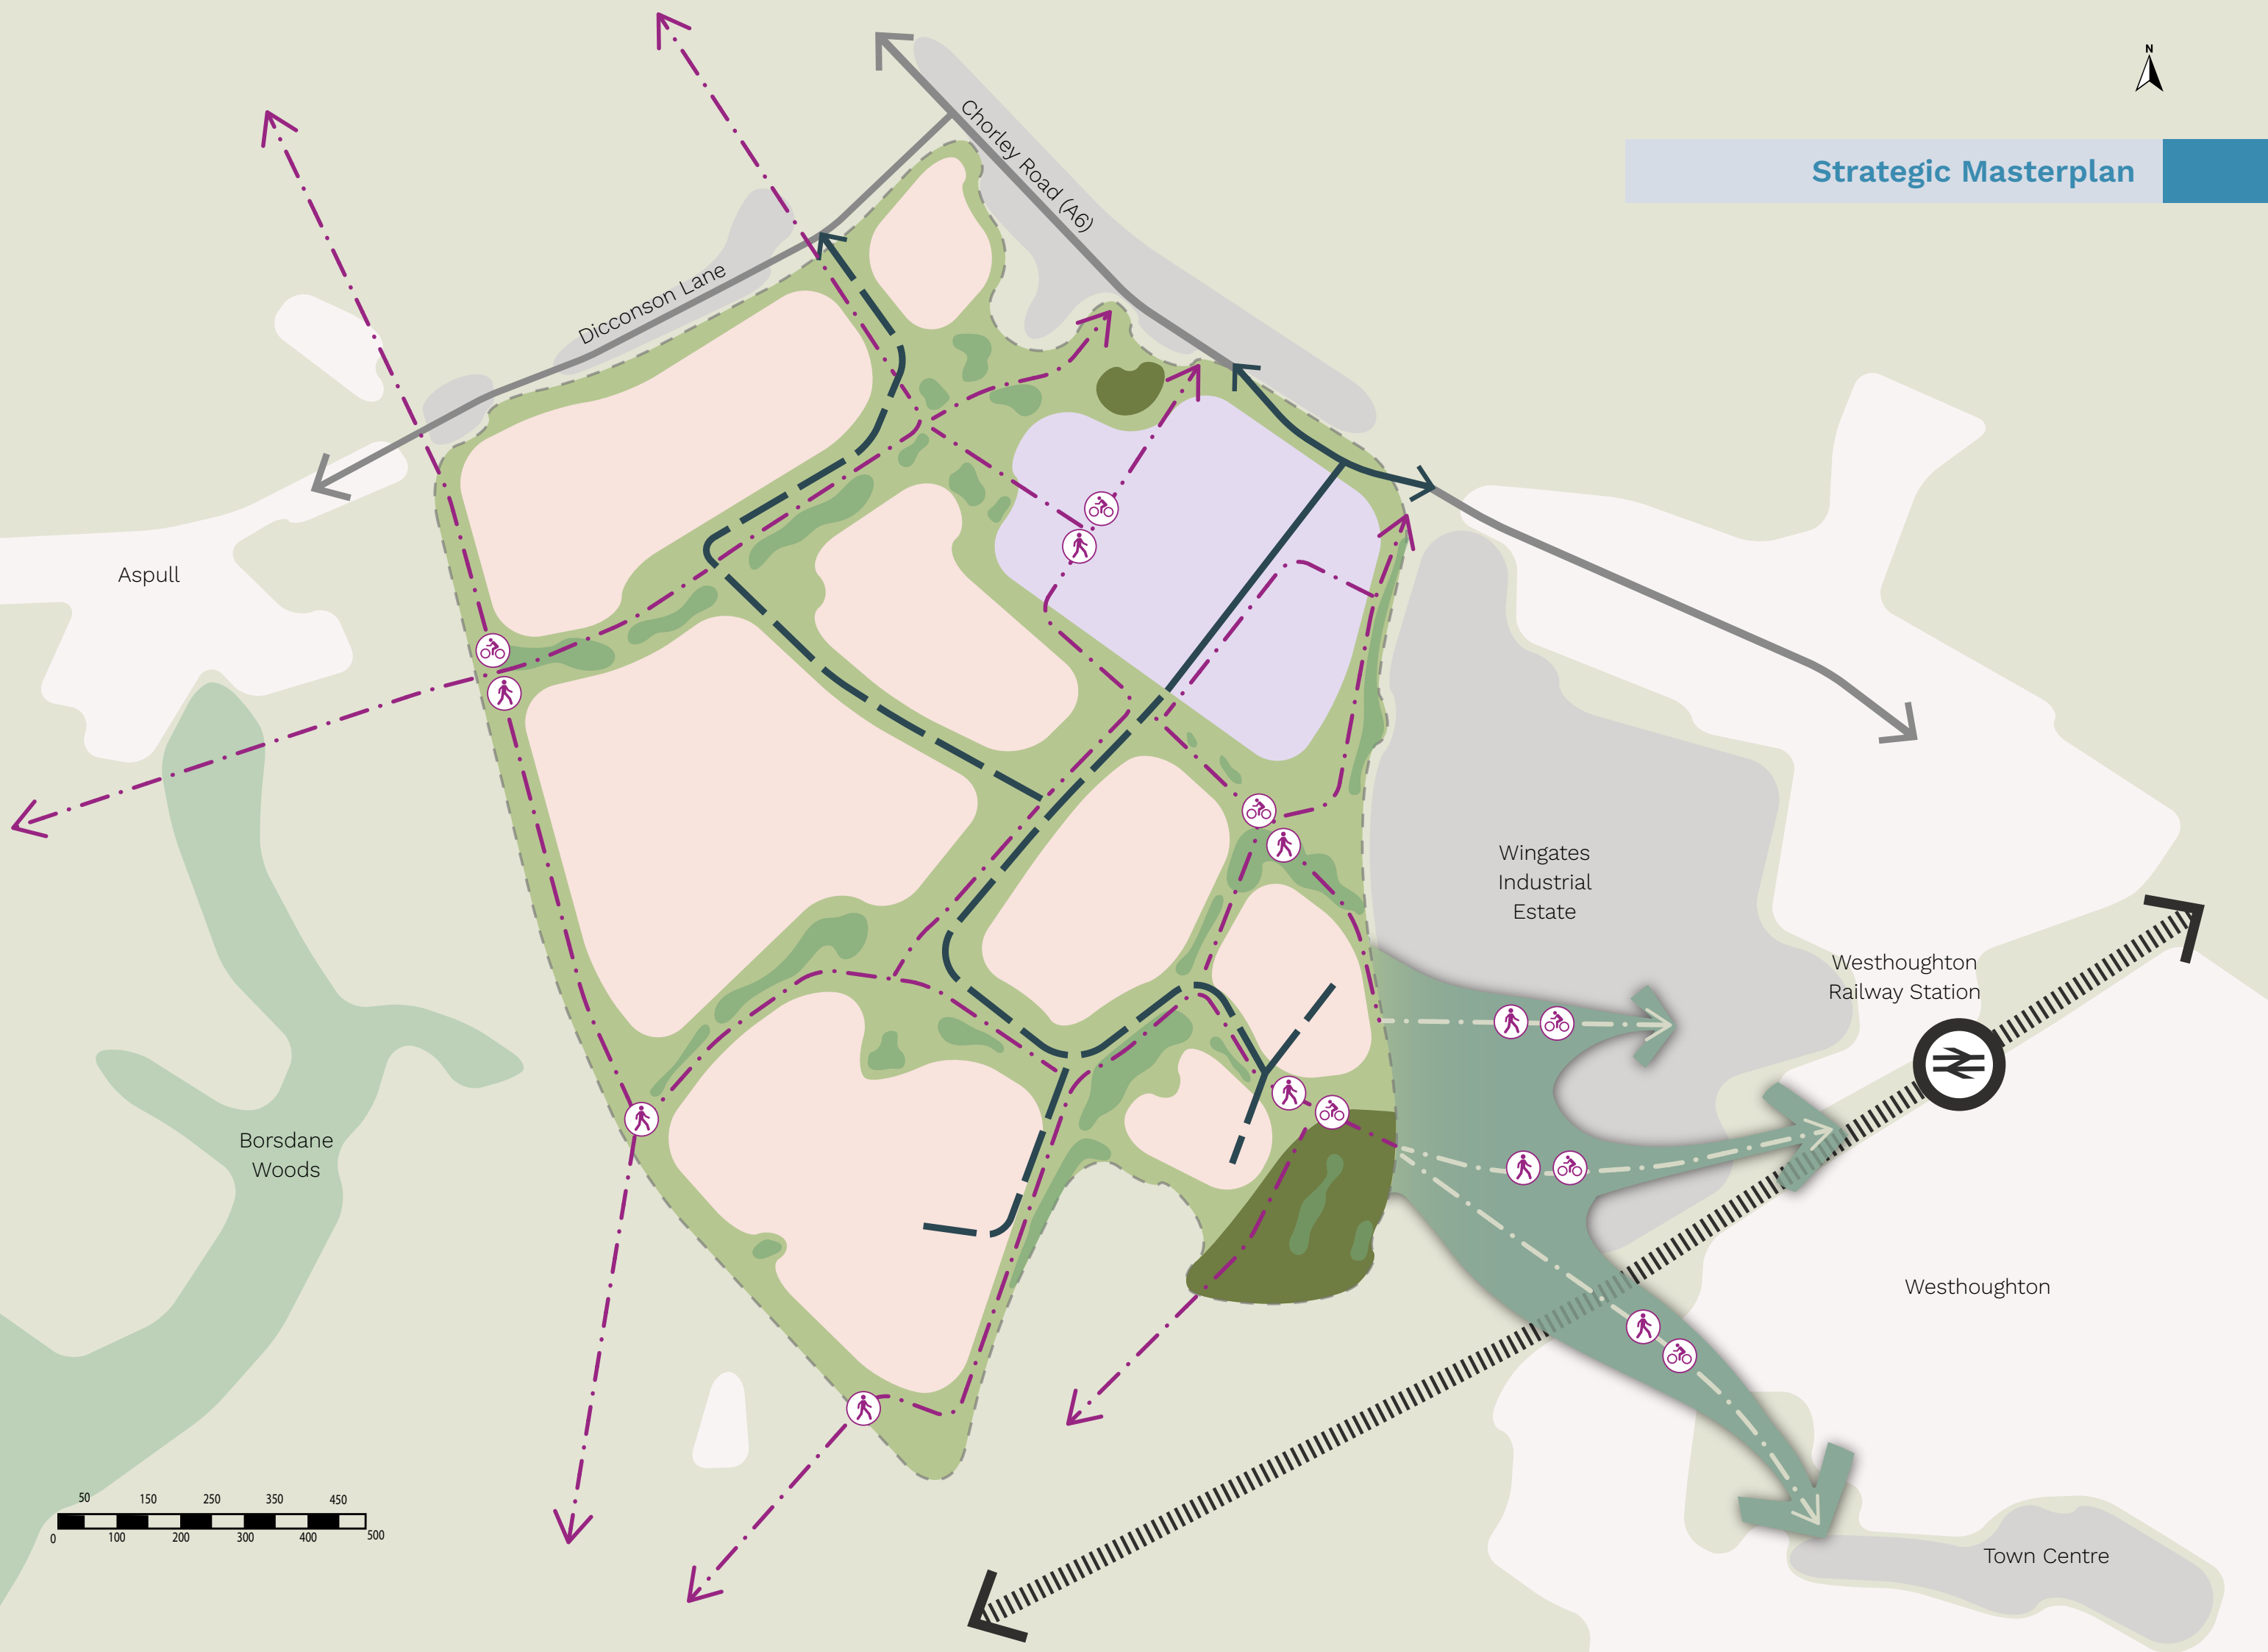 N
Strategic Masterplan
Chorley Road (A6)
Dicconson Lane
Aspull
Wingates
Industrial
Estate
Westhoughton
Railway Station
Borsdane
Woods
Westhoughton
50 150 250 350 450
0 100 200 300 400 500
Town Centre